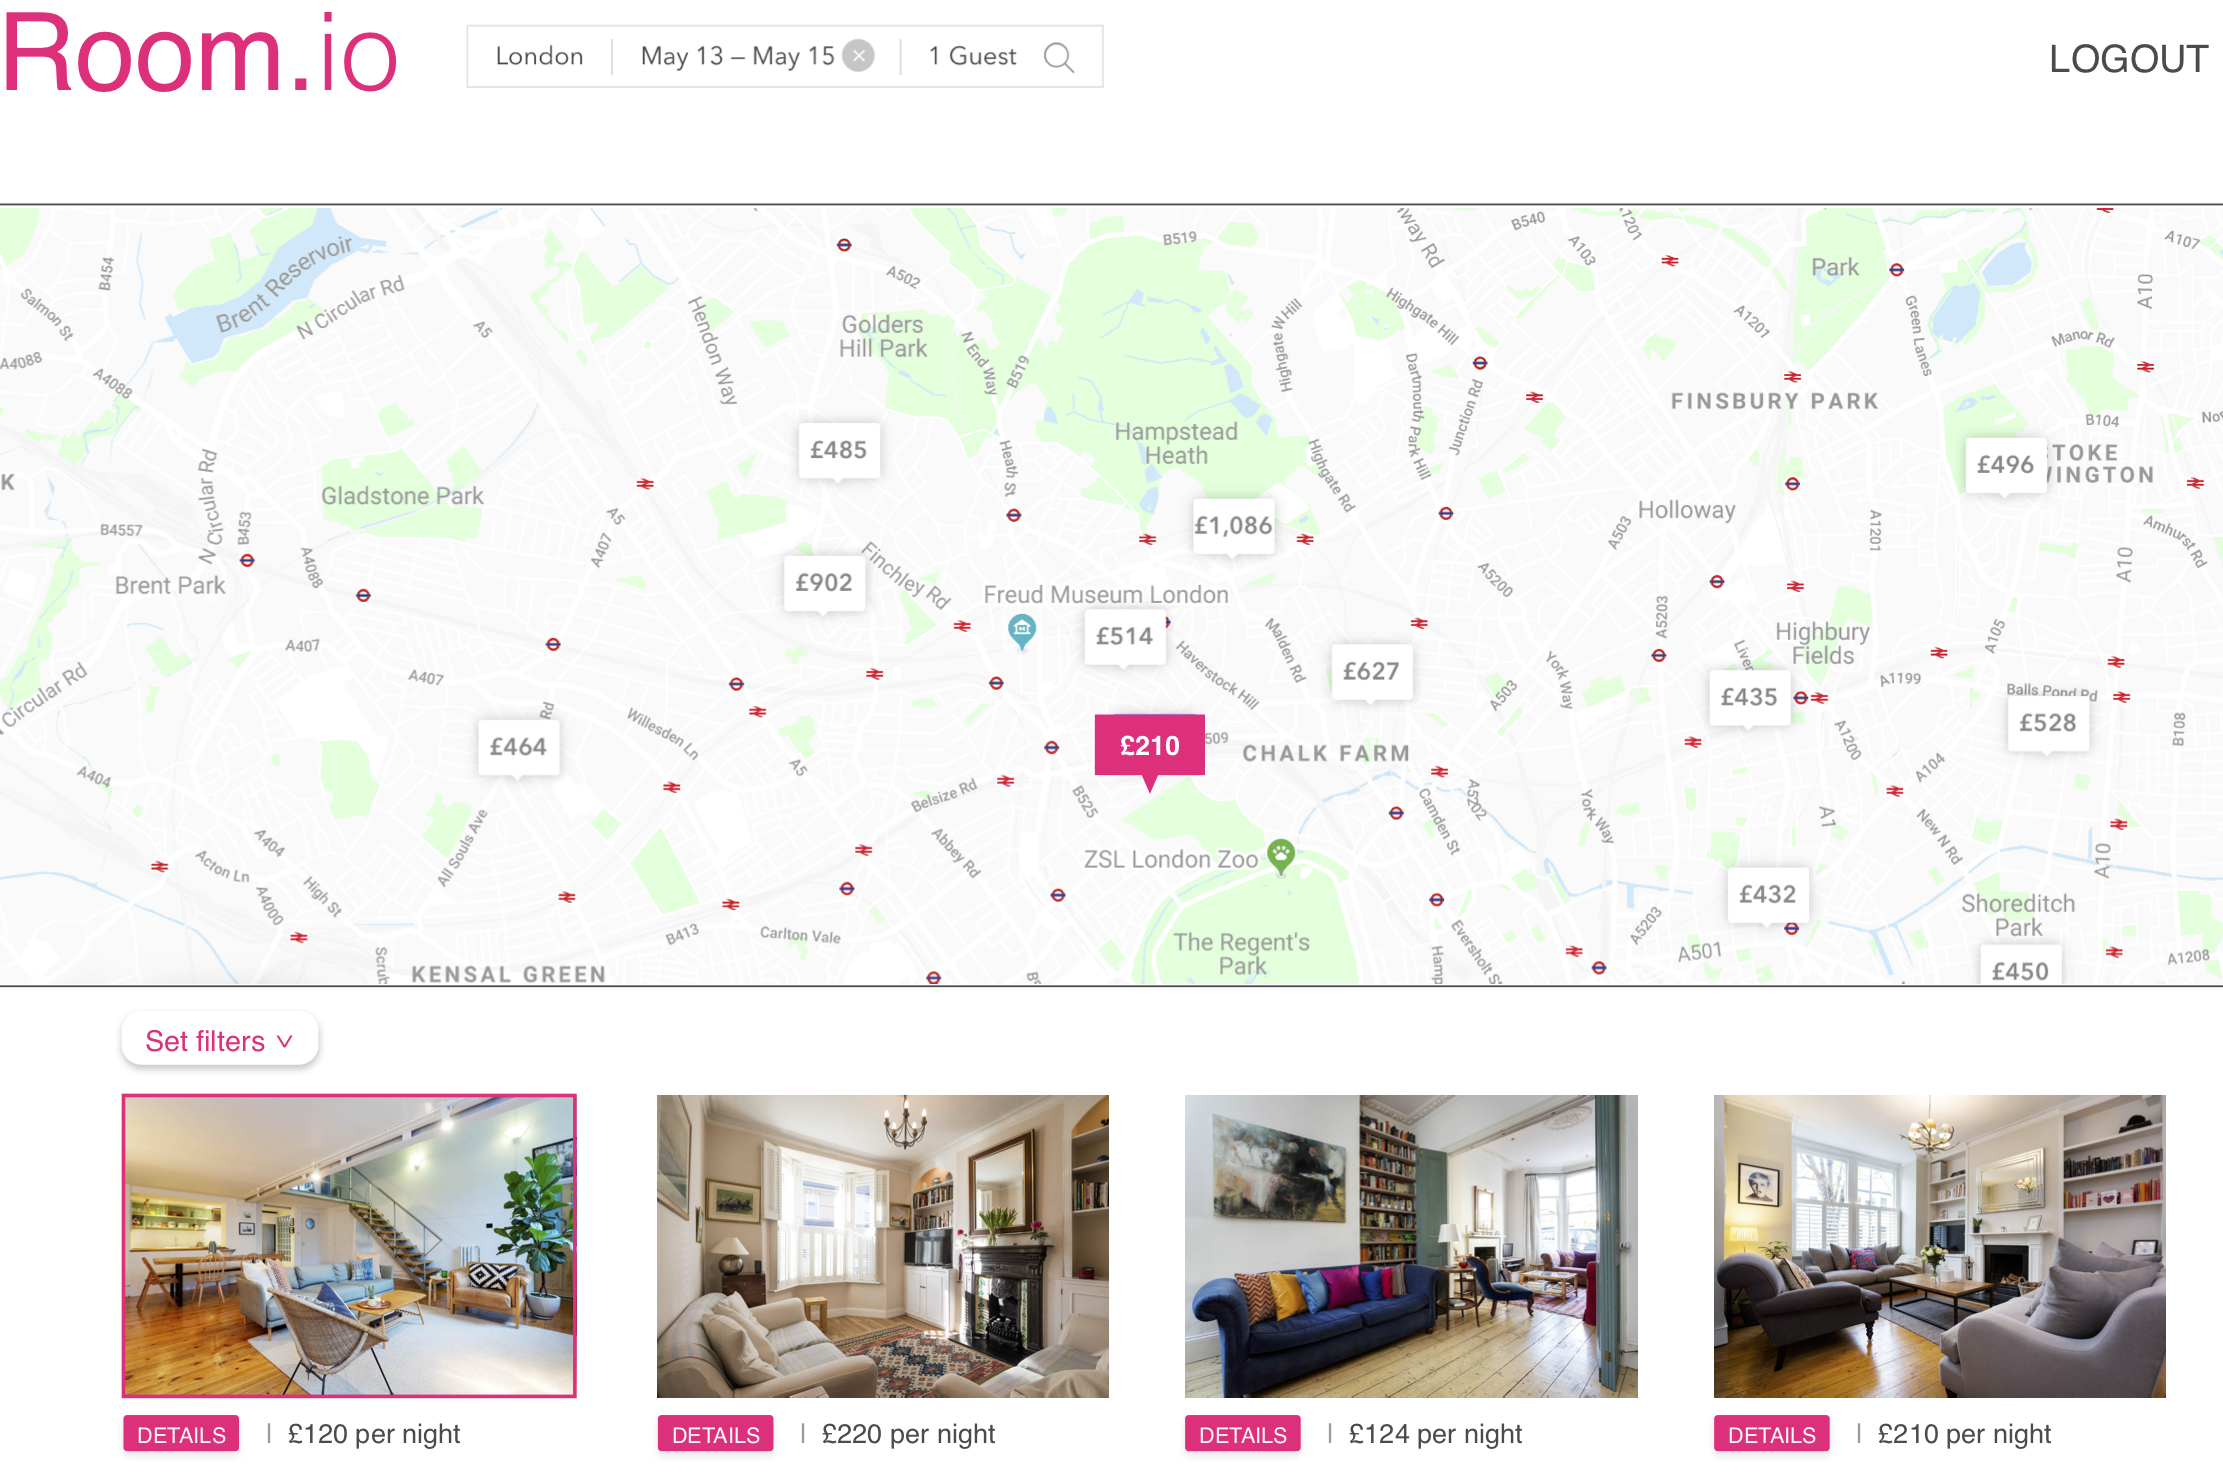 Room.io
London
May 13 – May 15
1 Guest
LOGOUT
B454
Brent Reservoir
N Circular Rd
Salmon St
A4088
A4088
A5
A502
Hendon Way
Golders
Hill Park
N End Way
B519
B519
Highgate W Hill
Highgate Hill
B540
A103
A1201
Park
A107
A10
Green Lanes
Manor Rd
Dartmouth Park Hill
Junction Rd
FINSBURY PARK
B104
£485
Hampstead
Heath
Heath St
Highgate Rd
£496
TOKE
K
Gladstone Park
N Circular Rd
B453
B4557
A4088
A5
A407
£1,086
Holloway
A503
A1201
Amhurst Rd
A10
Brent Park
£902
Finchley Rd
Freud Museum London
£514
Malden Rd
Haverstock Hill
£627
A5200
A5203
Highbury
Fields
A105
A407
A407
Circular Rd
£464
Willesden Ln
A5
York Way
A503
£435
A1199
A1200
Balls Pond Rd
£528
B108
£210
509
CHALK FARM
A404
A104
All Souls Ave
Belsize Rd
B525
Abbey Rd
Camden St
A5202
York Way
A1
New N Rd
A10
A404
Acton Ln
A4000
High St
ZSL London Zoo
£432
Shoreditch
Park
B413
Carlton Vale
The Regent's
Park
Eversholt S
A5203
A501
A1208
£450
KENSAL GREEN
Set filters
DETAILS | £120 per night
DETAILS | £220 per night
DETAILS | £124 per night
DETAILS | £210 per night